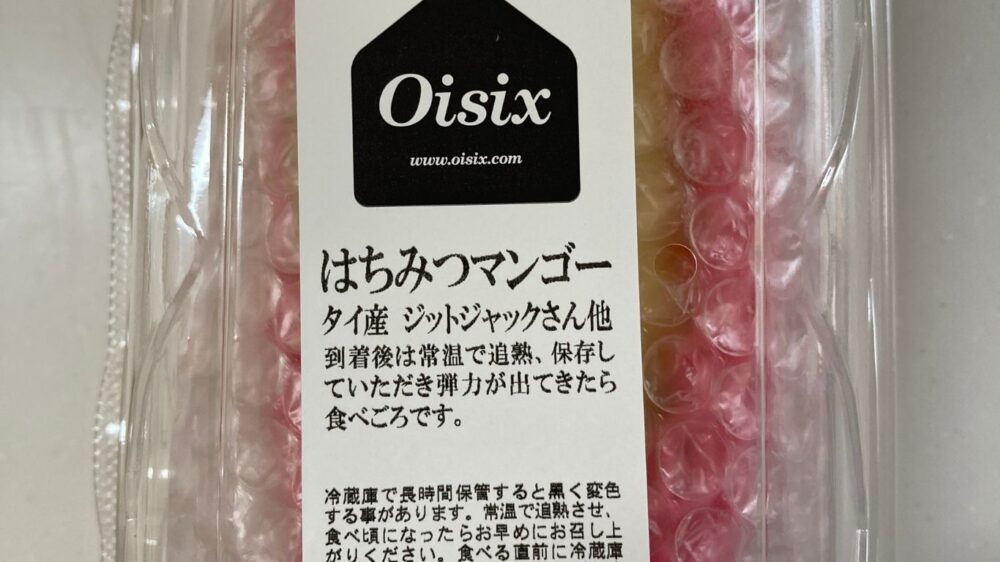 Oisix
www.oisix.com
はちみつマンゴー
タイ産 ジットジャックさん他
到着後は常温で追熟、保存し
ていただき弾力が出てきたら
食べごろです。
冷蔵庫で長時間保管すると黒く変色
する事があります。常温で追熟させ、
食べ頃になったらお早めにお召し上
がりください。食べる直前に冷蔵庫